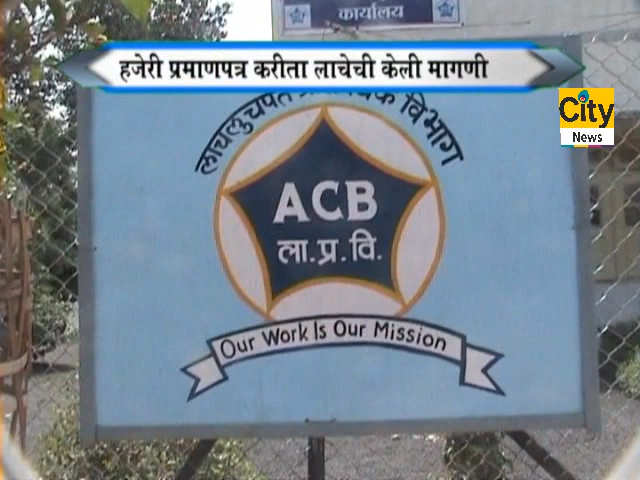 कार्यालय
हजेरी प्रमाणपत्र करीता लाचेची केली मागणी
City
News
विभाग
ACB
ला.प्र.वि.
Our Work Is Our Mission